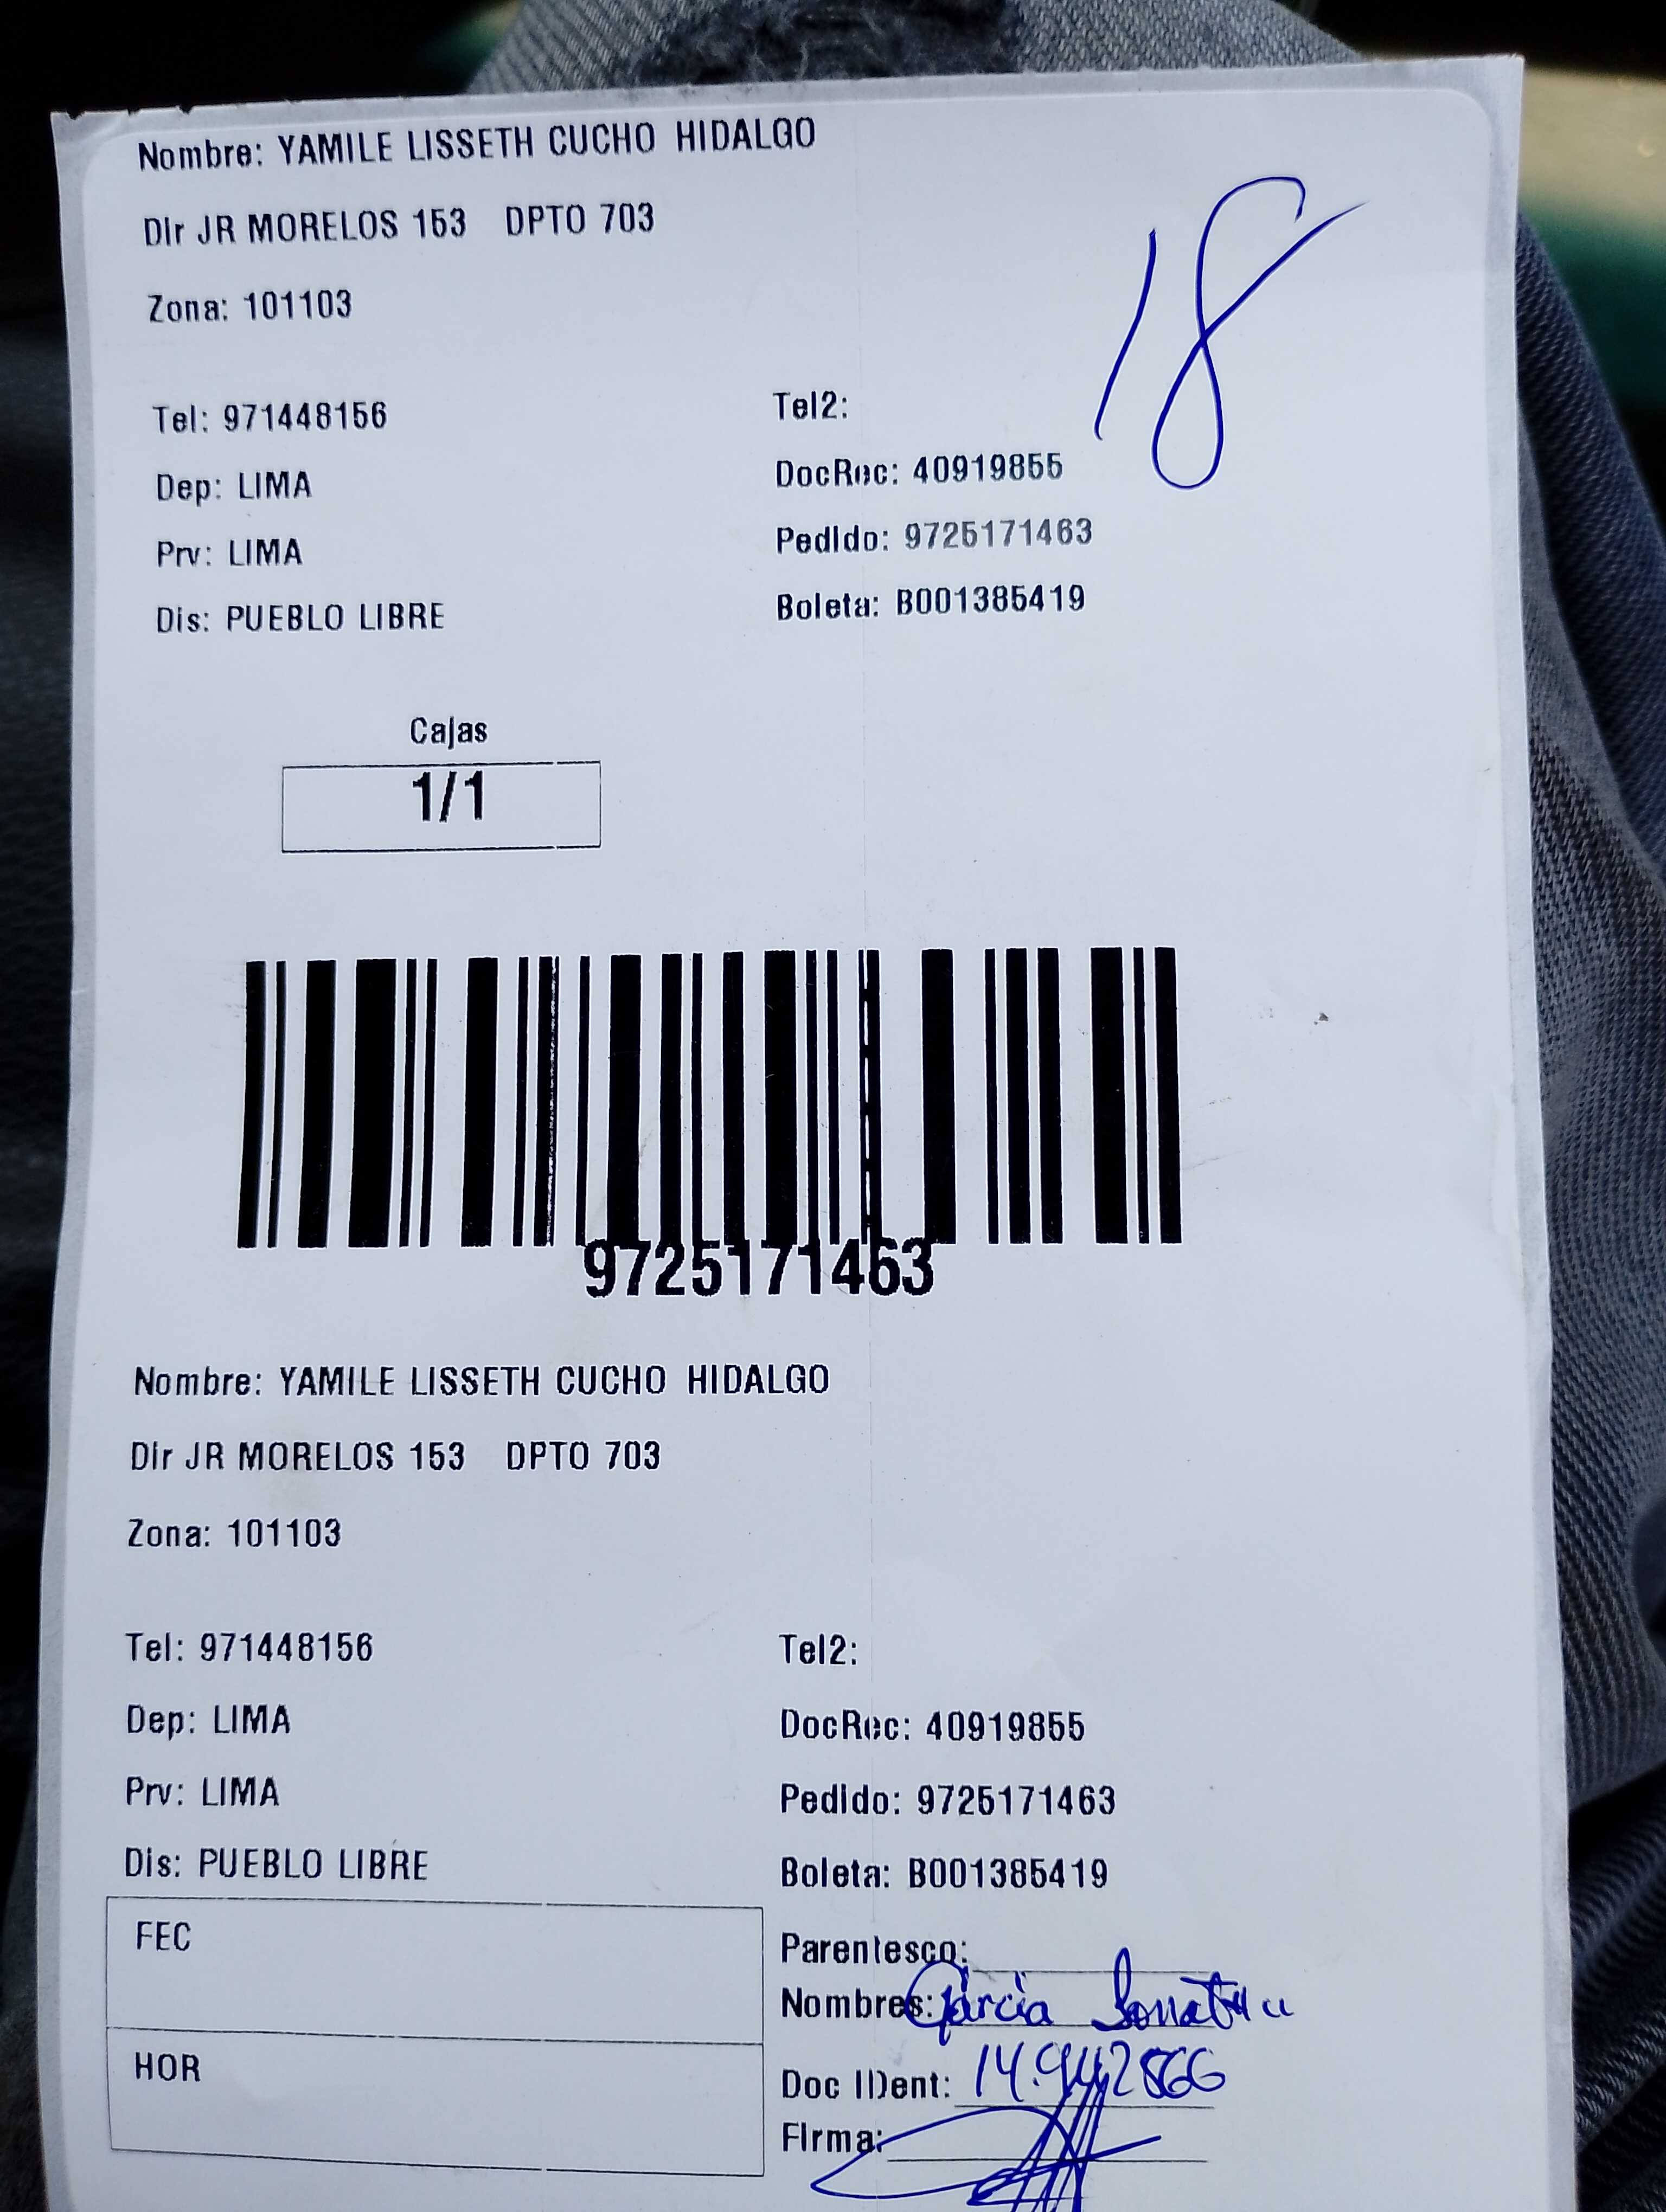 Nombre: YAMILE LISSETH CUCHO HIDALGO
Dir JR MORELOS 153 DPTO 703
Zona: 101103
18
Tel: 971448156 Tel2:
Dep: LIMA DocRec: 40919855
Prv: LIMA Pedido: 9725171463
Dis: PUEBLO LIBRE Boleta: B001385419
Cajas
1/1
9725171463
Nombre: YAMILE LISSETH CUCHO HIDALGO
Dir JR MORELOS 153 DPTO 703
Zona: 101103
Tel: 971448156 Tel2:
Dep: LIMA DocRec: 40919855
Prv: LIMA Pedido: 9725171463
Dis: PUEBLO LIBRE Boleta: B001385419
FEC
Parentesco:
Nombres: Garcia
HOR
Doc IDent: 14.942866
Firma: